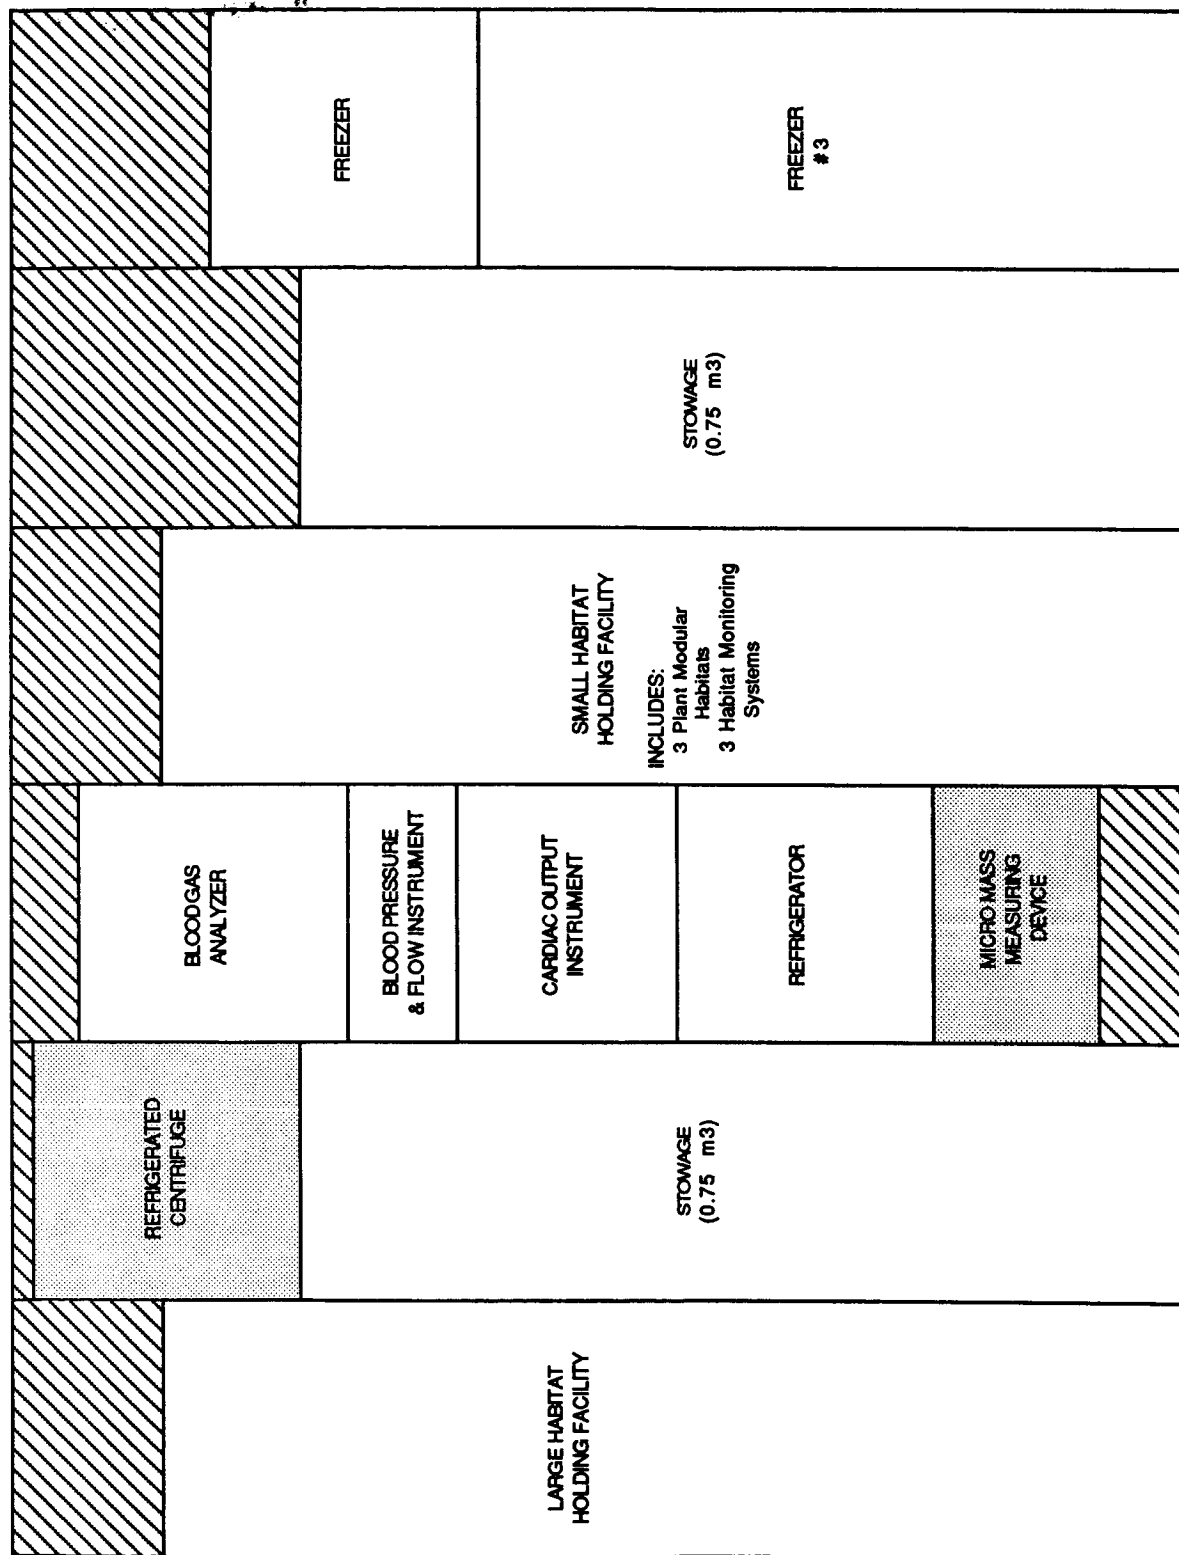 LARGE HABITAT
HOLDING FACILITY
REFRIGERATED
CENTRIFUGE
STOWAGE
(0.75 m3)
BLOOD GAS
ANALYZER
BLOOD PRESSURE
& FLOW INSTRUMENT
CARDIAC OUTPUT
INSTRUMENT
REFRIGERATOR
MICRO MASS
MEASURING
DEVICE
SMALL HABITAT
HOLDING FACILITY
INCLUDES:
3 Plant Modular
Habitats
3 Habitat Monitoring
Systems
STOWAGE
(0.75 m3)
FREEZER
FREEZER
#3